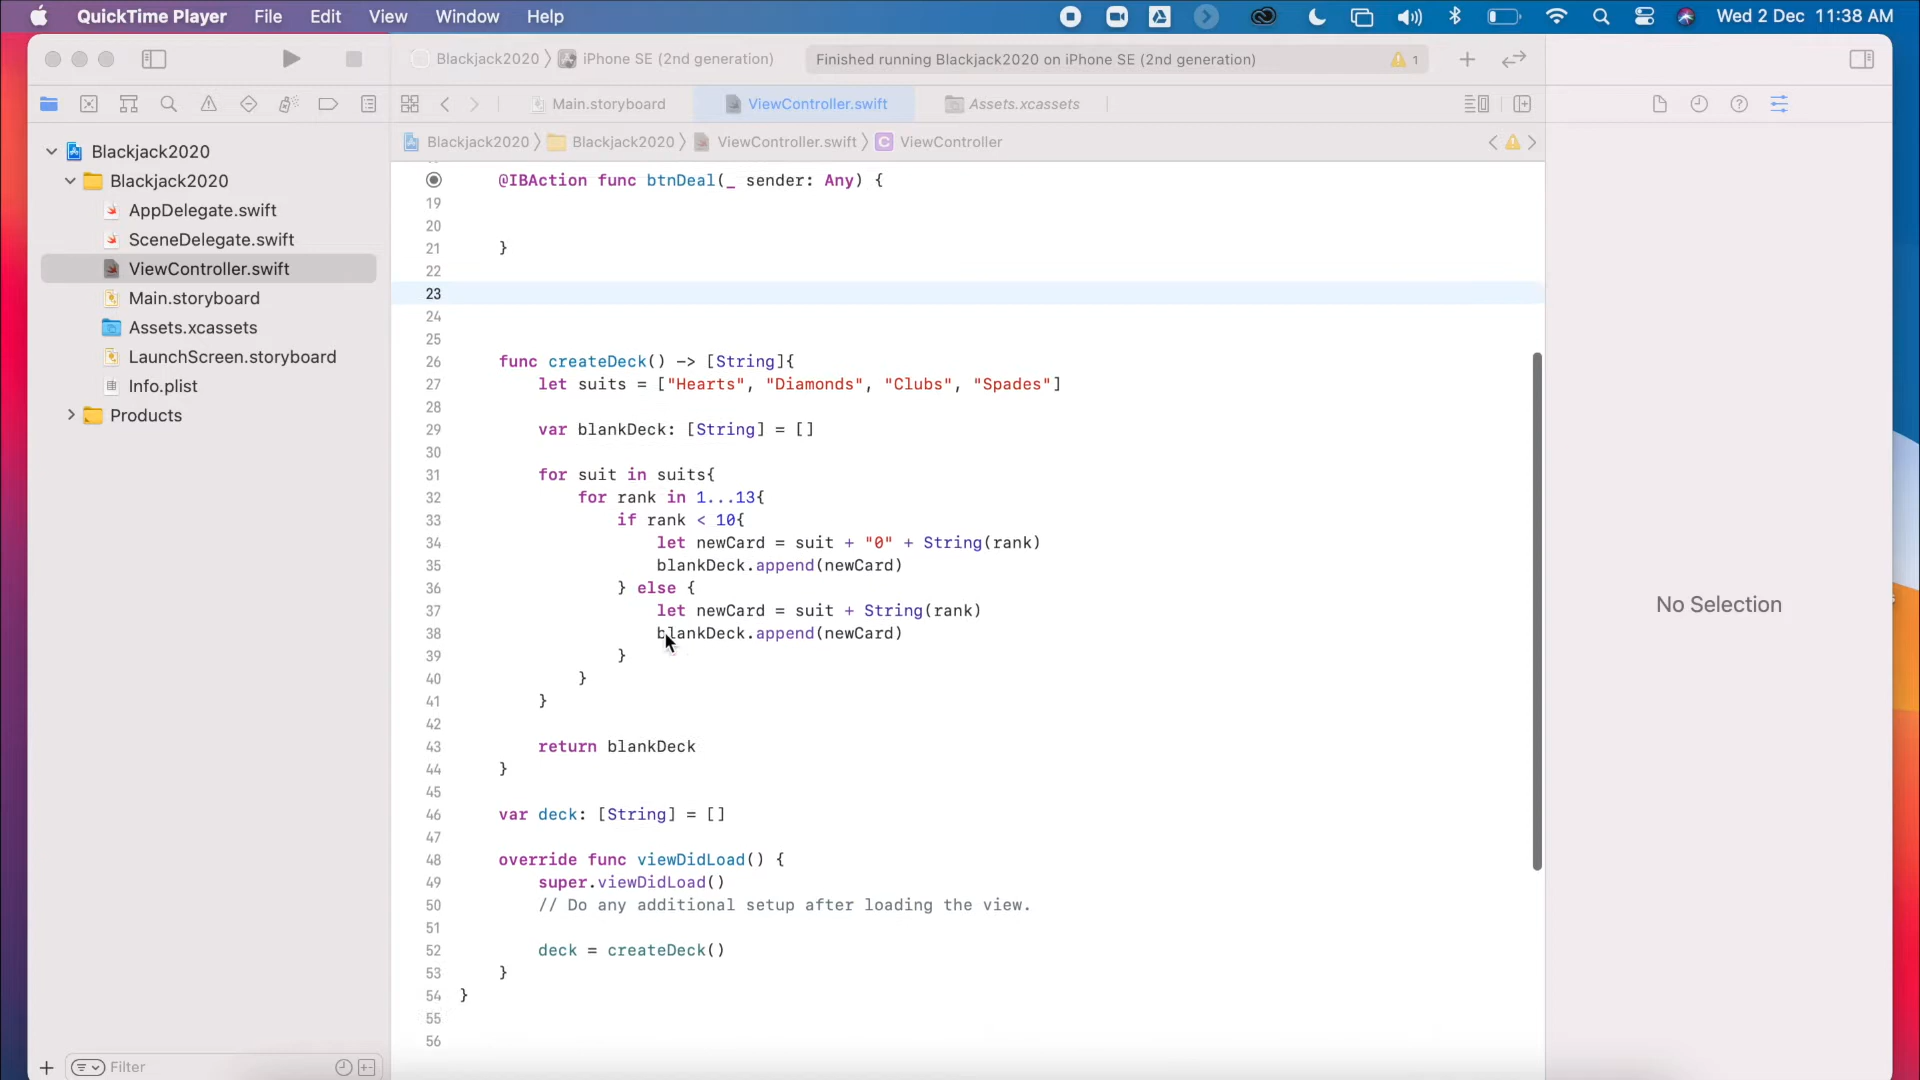 QuickTime Player File Edit View Window Help Wed 2 Dec 11:38 AM
Blackjack2020 iPhone SE (2nd generation) Finished running Blackjack2020 on iPhone SE (2nd generation) 1
Main.storyboard ViewController.swift Assets.xcassets
Blackjack2020 Blackjack2020 ViewController.swift C ViewController
Blackjack2020
Blackjack2020
AppDelegate.swift
SceneDelegate.swift
ViewController.swift
Main.storyboard
Assets.xcassets
LaunchScreen.storyboard
Info.plist
Products
Filter
@IBAction func btnDeal(_ sender: Any) {
19
20
21 }
22
23
24
25
26 func createDeck() -> [String]{
27 let suits = ["Hearts", "Diamonds", "Clubs", "Spades"]
28
29 var blankDeck: [String] = []
30
31 for suit in suits{
32 for rank in 1...13{
33 if rank < 10{
34 let newCard = suit + "0" + String(rank)
35 blankDeck.append(newCard)
36 } else {
37 let newCard = suit + String(rank)
38 blankDeck.append(newCard)
39 }
40 }
41 }
42
43 return blankDeck
44 }
45
46 var deck: [String] = []
47
48 override func viewDidLoad() {
49 super.viewDidLoad()
50 // Do any additional setup after loading the view.
51
52 deck = createDeck()
53 }
54 }
55
56
No Selection